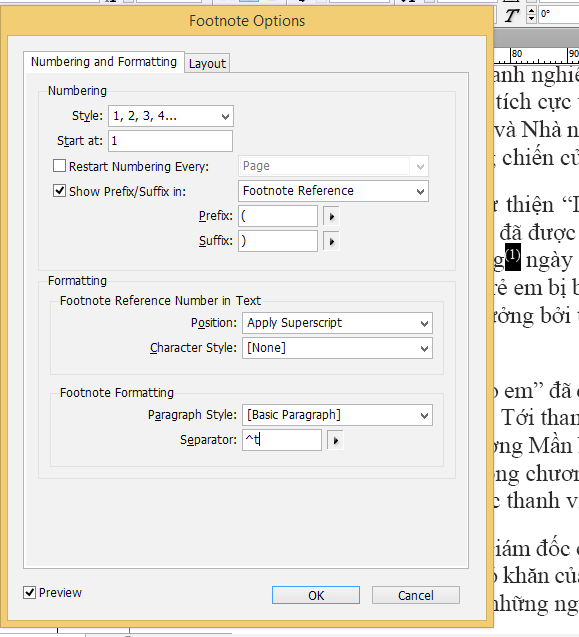 Footnote Options
T 0°
Numbering and Formatting Layout
80 90
Numbering
Style: 1, 2, 3, 4...
Start at: 1
Restart Numbering Every: Page
Show Prefix/Suffix in: Footnote Reference
Prefix: (
Suffix: )
Formatting
Footnote Reference Number in Text
Position: Apply Superscript
Character Style: [None]
Footnote Formatting
Paragraph Style: [Basic Paragraph]
Separator: ^t
Preview
OK Cancel
anh nghiệ
tích cực
và Nhà n
chiến củ
thiện “I
đã được
g(1) ngày
rẻ em bị b
ưởng bởi
em” đã
Tới than
ơng Mẫn
ong chươn
thanh v
iám đốc
khăn của
những ng